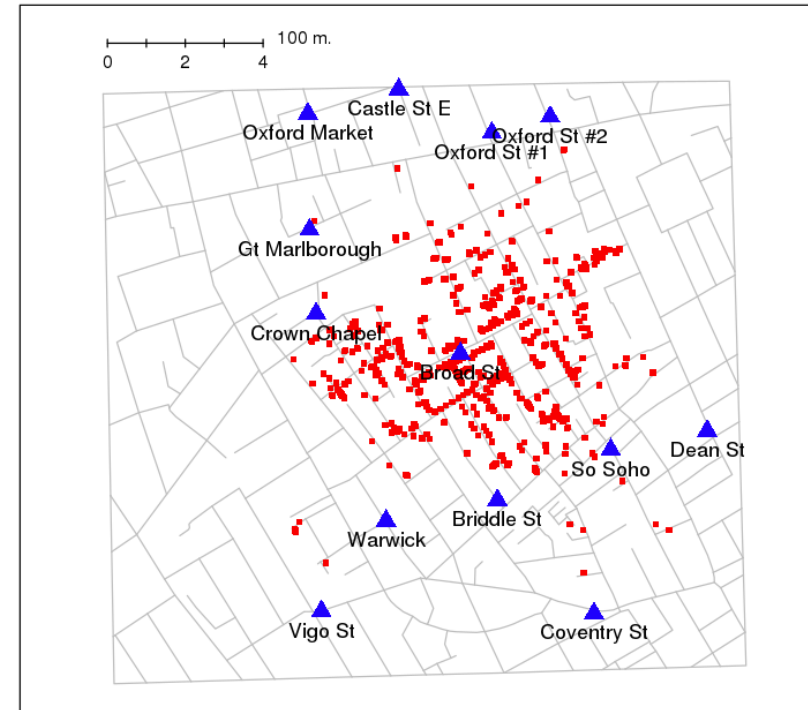 100 m.
0 2 4
Castle St E
Oxford Market
Oxford St #2
Oxford St #1
Gt Marlborough
Crown Chapel
Broad St
Dean St
So Soho
Briddle St
Warwick
Vigo St
Coventry St